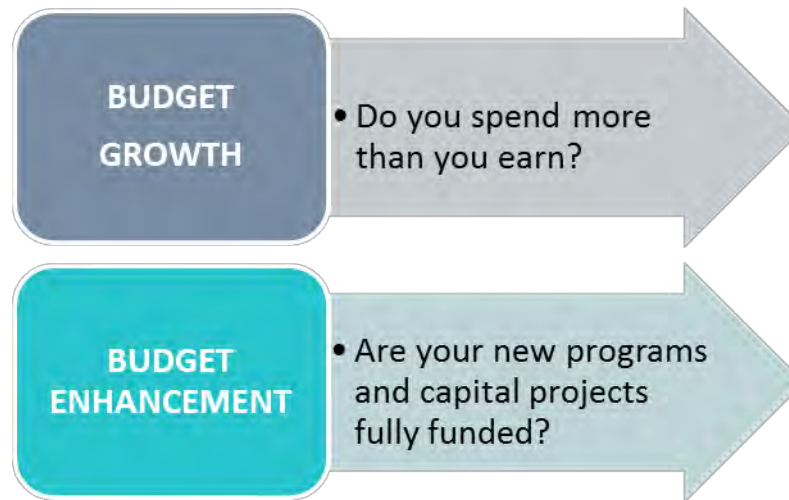 BUDGET
GROWTH
• Do you spend more
than you earn?
BUDGET
ENHANCEMENT
• Are your new programs
and capital projects
fully funded?